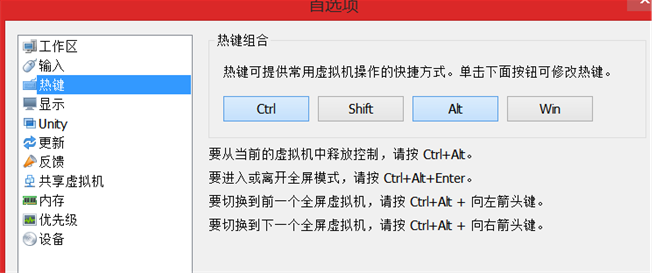 首选项
工作区
输入
热键
显示
Unity
更新
反馈
共享虚拟机
内存
优先级
设备
热键组合
热键可提供常用虚拟机操作的快捷方式。单击下面按钮可修改热键。
Ctrl Shift Alt Win
要从当前的虚拟机中释放控制，请按 Ctrl+Alt。
要进入或离开全屏模式，请按 Ctrl+Alt+Enter。
要切换到前一个全屏虚拟机，请按 Ctrl+Alt + 向左箭头键。
要切换到下一个全屏虚拟机，请按 Ctrl+Alt + 向右箭头键。